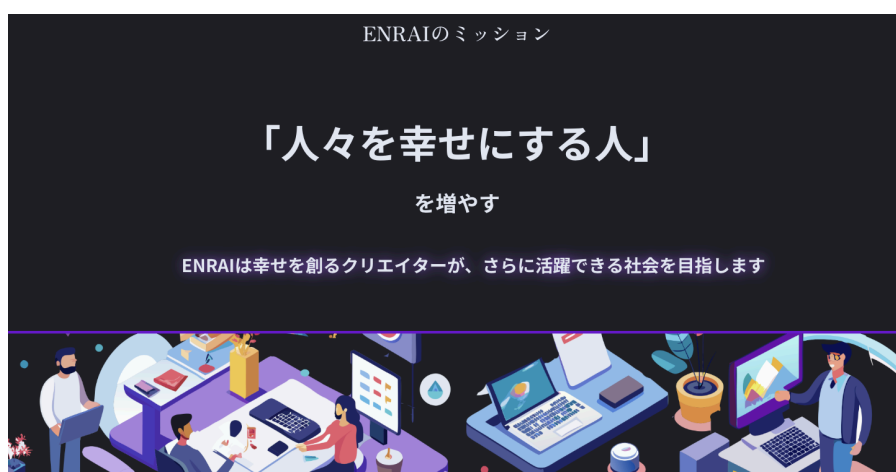 ENRAIのミッション
「人々を幸せにする人」
を増やす
ENRAIは幸せを創るクリエイターが、さらに活躍できる社会を目指します